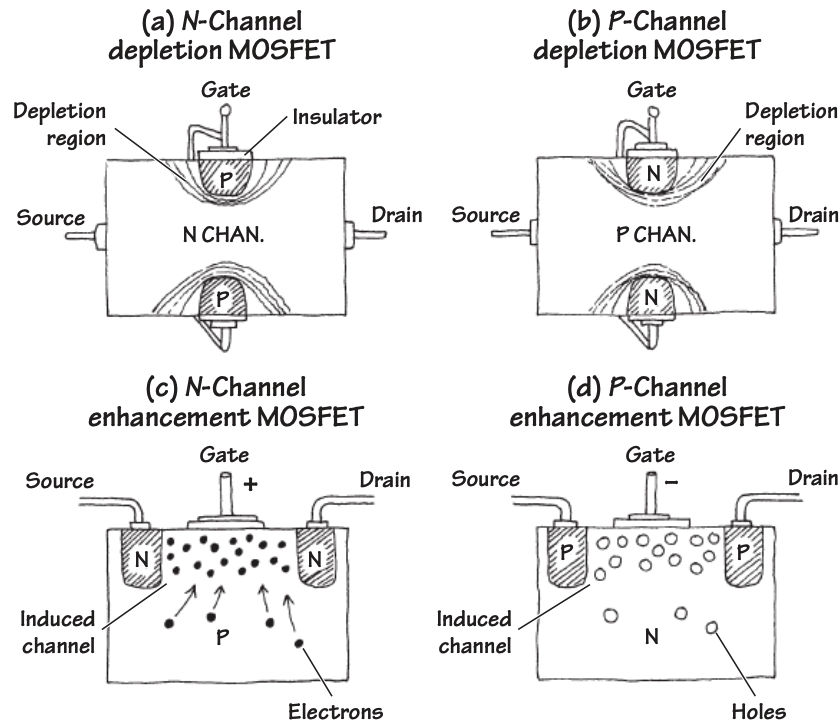 (a) N-Channel
depletion MOSFET
(b) P-Channel
depletion MOSFET
Gate
Depletion
region
Insulator
P
Source
N CHAN.
Drain
P
Gate
Depletion
region
N
Source
P CHAN.
Drain
N
(c) N-Channel
enhancement MOSFET
(d) P-Channel
enhancement MOSFET
Gate
Source
+
Drain
N
N
Induced
channel
P
Electrons
Gate
Source
–
Drain
P
P
Induced
channel
N
Holes